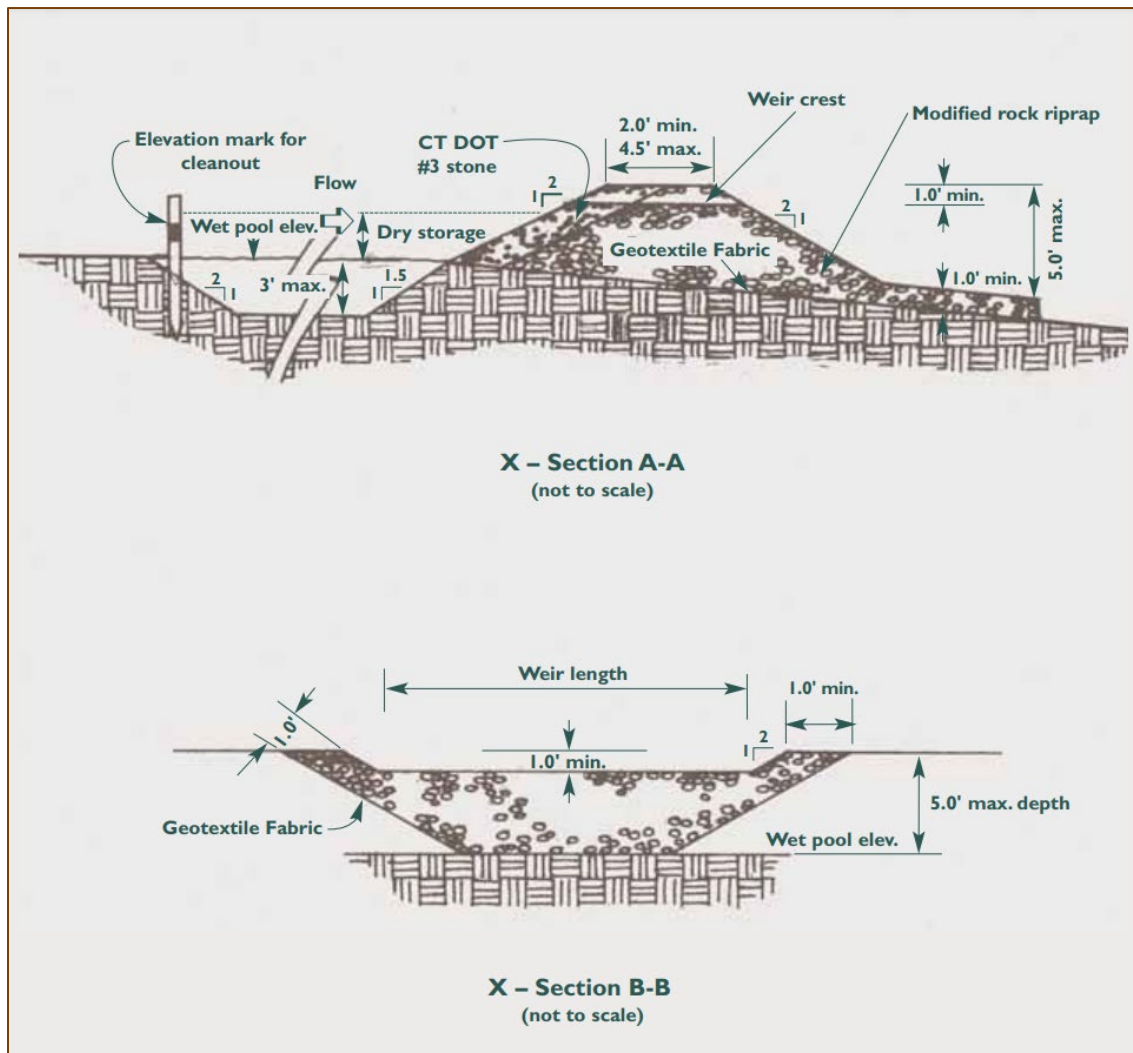 Weir crest
2.0' min.
4.5' max.
Modified rock riprap
Elevation mark for
cleanout
CT DOT
#3 stone
Flow
2
1
1.0' min.
5.0' max.
Wet pool elev.
Dry storage
2
1
Geotextile Fabric
2
1
3' max.
1.5
1
1.0' min.
X – Section A-A
(not to scale)
Weir length
1.0' min.
1.0'
2
1
1.0' min.
5.0' max. depth
Geotextile Fabric
Wet pool elev.
X – Section B-B
(not to scale)